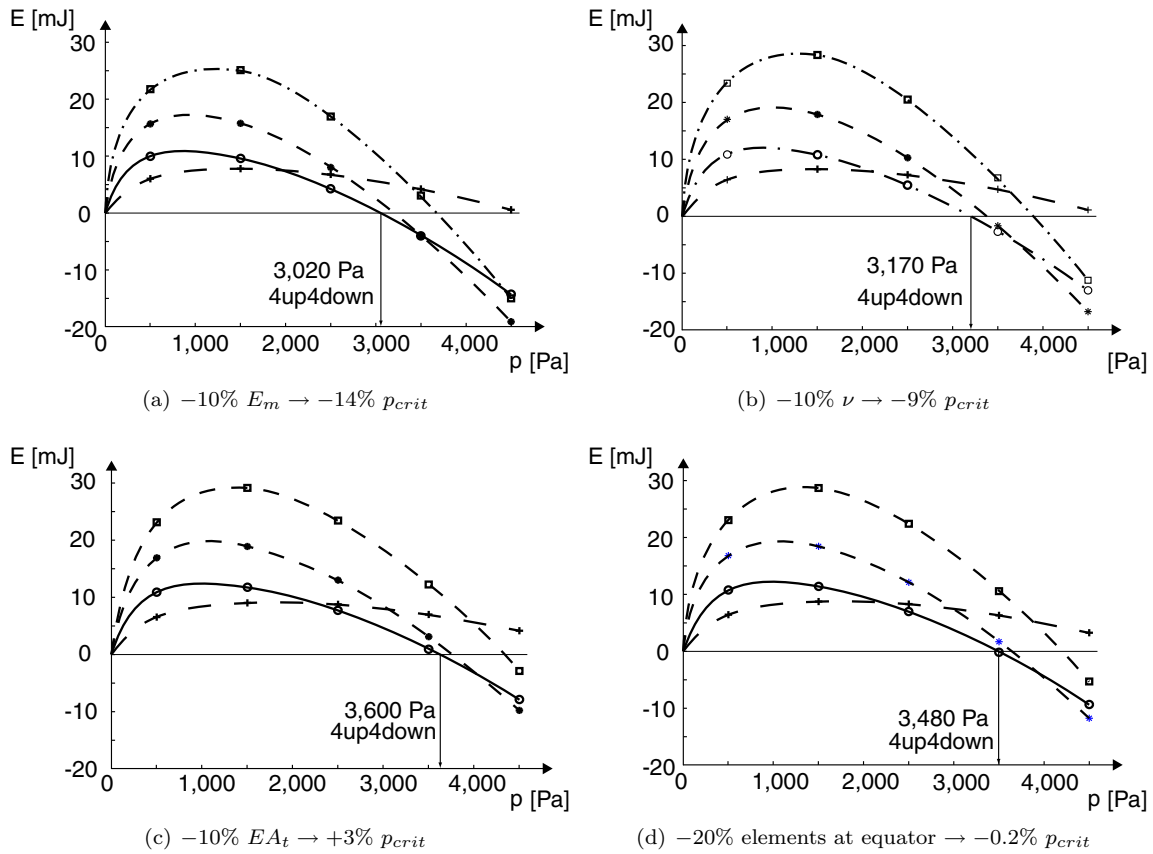 E [mJ]
30
20
10
0
-10
-20
3,020 Pa
4up4down
0
1,000
2,000
3,000
4,000
p [Pa]
(a) −10% E_m → −14% p_crit
E [mJ]
30
20
10
0
-10
-20
3,170 Pa
4up4down
0
1,000
2,000
3,000
4,000
p [Pa]
(b) −10% ν → −9% p_crit
E [mJ]
30
20
10
0
-10
-20
3,600 Pa
4up4down
0
1,000
2,000
3,000
4,000
p [Pa]
(c) −10% EA_t → +3% p_crit
E [mJ]
30
20
10
0
-10
-20
3,480 Pa
4up4down
0
1,000
2,000
3,000
4,000
p [Pa]
(d) −20% elements at equator → −0.2% p_crit